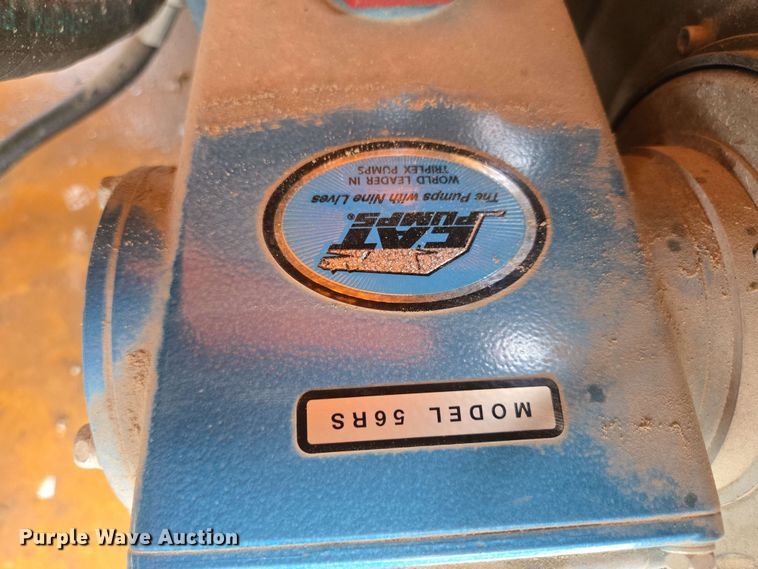 CAT
PUMPS®
The Pumps with Nine Lives
WORLD LEADER IN
TRIPLEX PUMPS
MODEL 56RS
Purple Wave Auction